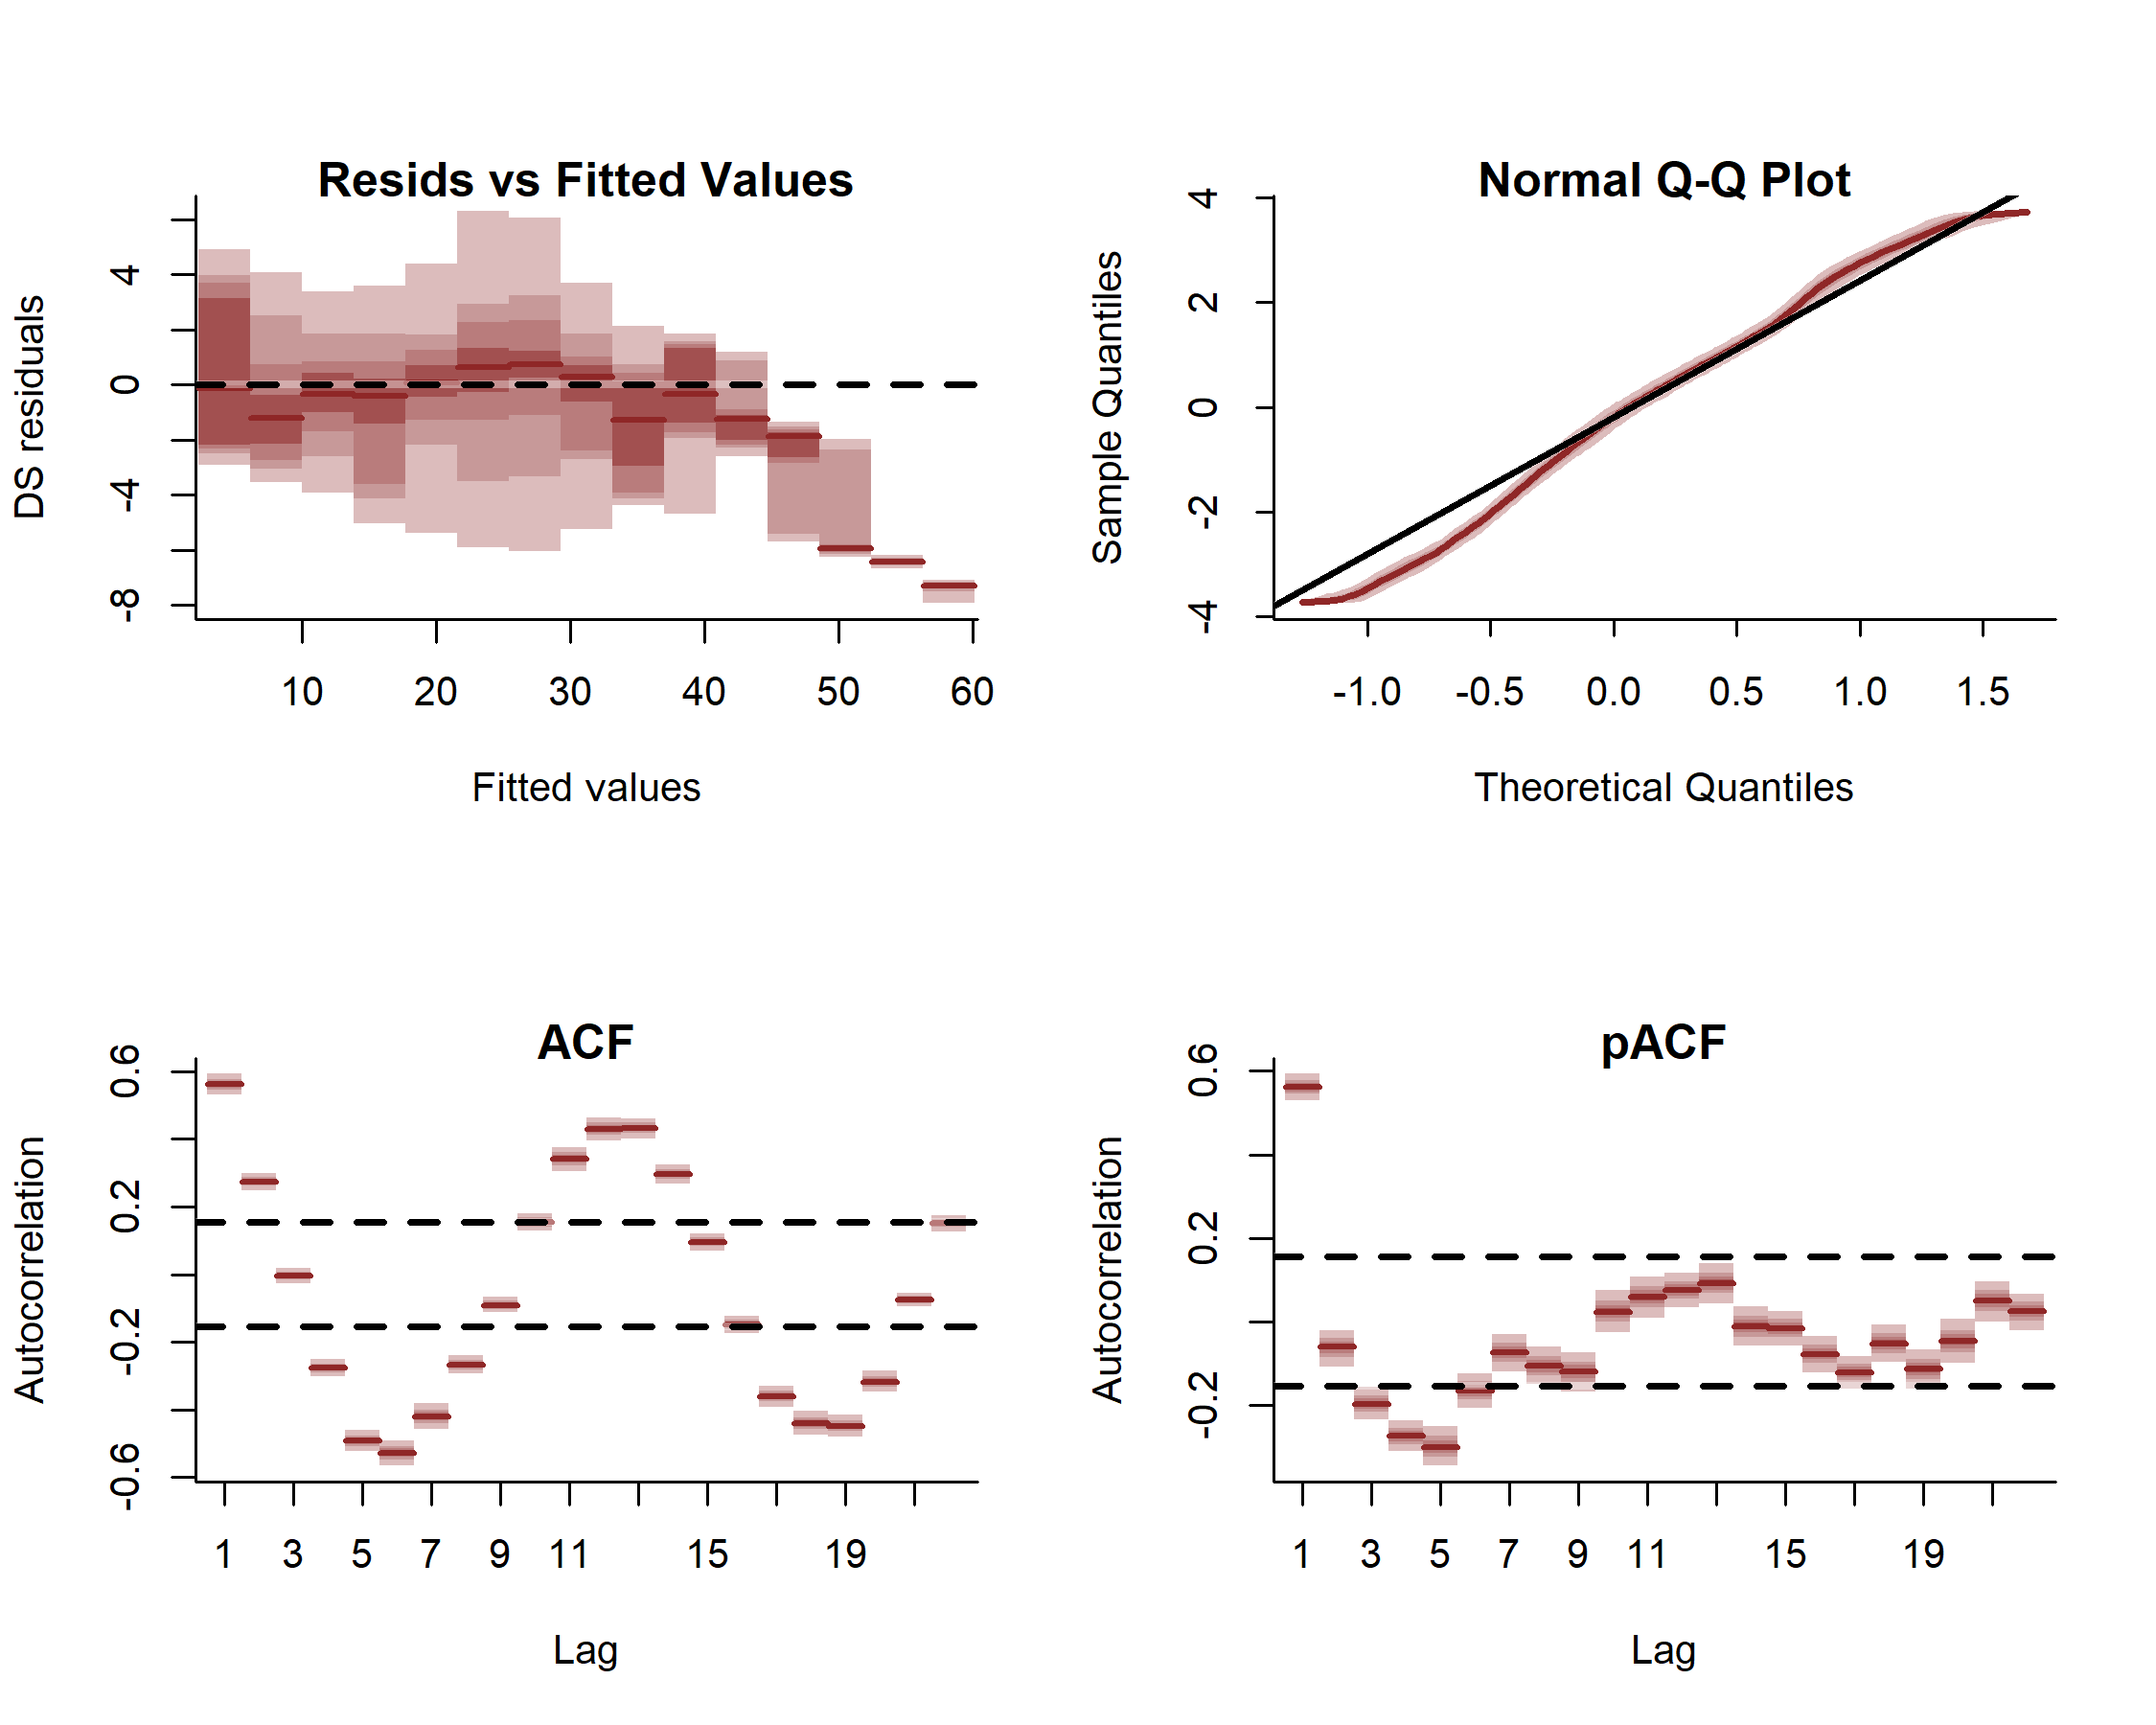 Resids vs Fitted Values
DS residuals
4
0
-4
-8
10 20 30 40 50 60
Fitted values
Normal Q-Q Plot
Sample Quantiles
4
2
0
-2
-4
-1.0 -0.5 0.0 0.5 1.0 1.5
Theoretical Quantiles
ACF
Autocorrelation
0.6
0.2
-0.2
-0.6
1 3 5 7 9 11 15 19
Lag
pACF
Autocorrelation
0.6
0.2
-0.2
1 3 5 7 9 11 15 19
Lag